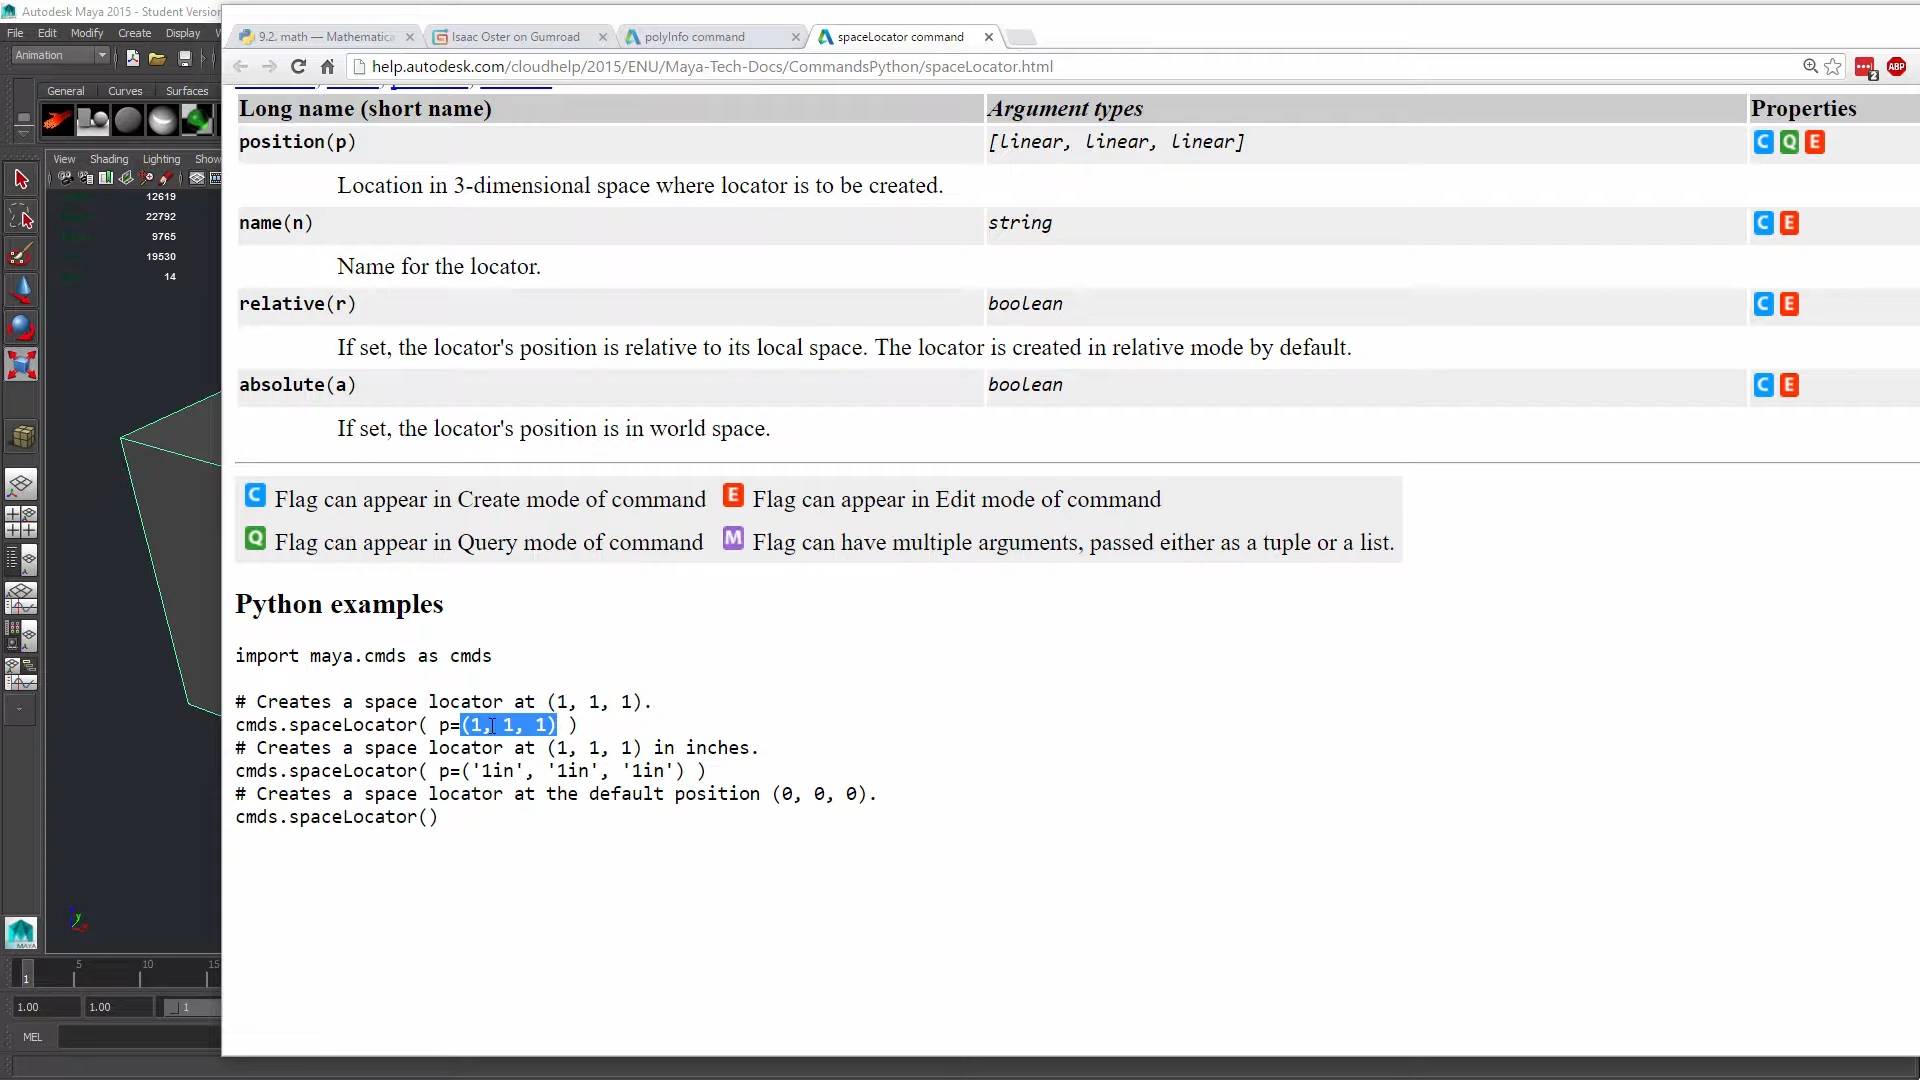 Autodesk Maya 2015 - Student Version
File Edit Modify Create Display
Animation
General Curves Surfaces
View Shading Lighting Show
12619
22792
9765
19530
14
y
MAYA
1 5 10 15
1.00 1.00 1
MEL
9.2. math — Mathematica
Isaac Oster on Gumroad
polyInfo command
spaceLocator command
help.autodesk.com/cloudhelp/2015/ENU/Maya-Tech-Docs/CommandsPython/spaceLocator.html
2
ABP
Long name (short name) Argument types Properties
position(p) [linear, linear, linear] C Q E
Location in 3-dimensional space where locator is to be created.
name(n) string C E
Name for the locator.
relative(r) boolean C E
If set, the locator's position is relative to its local space. The locator is created in relative mode by default.
absolute(a) boolean C E
If set, the locator's position is in world space.
C Flag can appear in Create mode of command E Flag can appear in Edit mode of command
Q Flag can appear in Query mode of command M Flag can have multiple arguments, passed either as a tuple or a list.
Python examples
import maya.cmds as cmds
# Creates a space locator at (1, 1, 1).
cmds.spaceLocator( p=(1, 1, 1) )
# Creates a space locator at (1, 1, 1) in inches.
cmds.spaceLocator( p=('1in', '1in', '1in') )
# Creates a space locator at the default position (0, 0, 0).
cmds.spaceLocator()